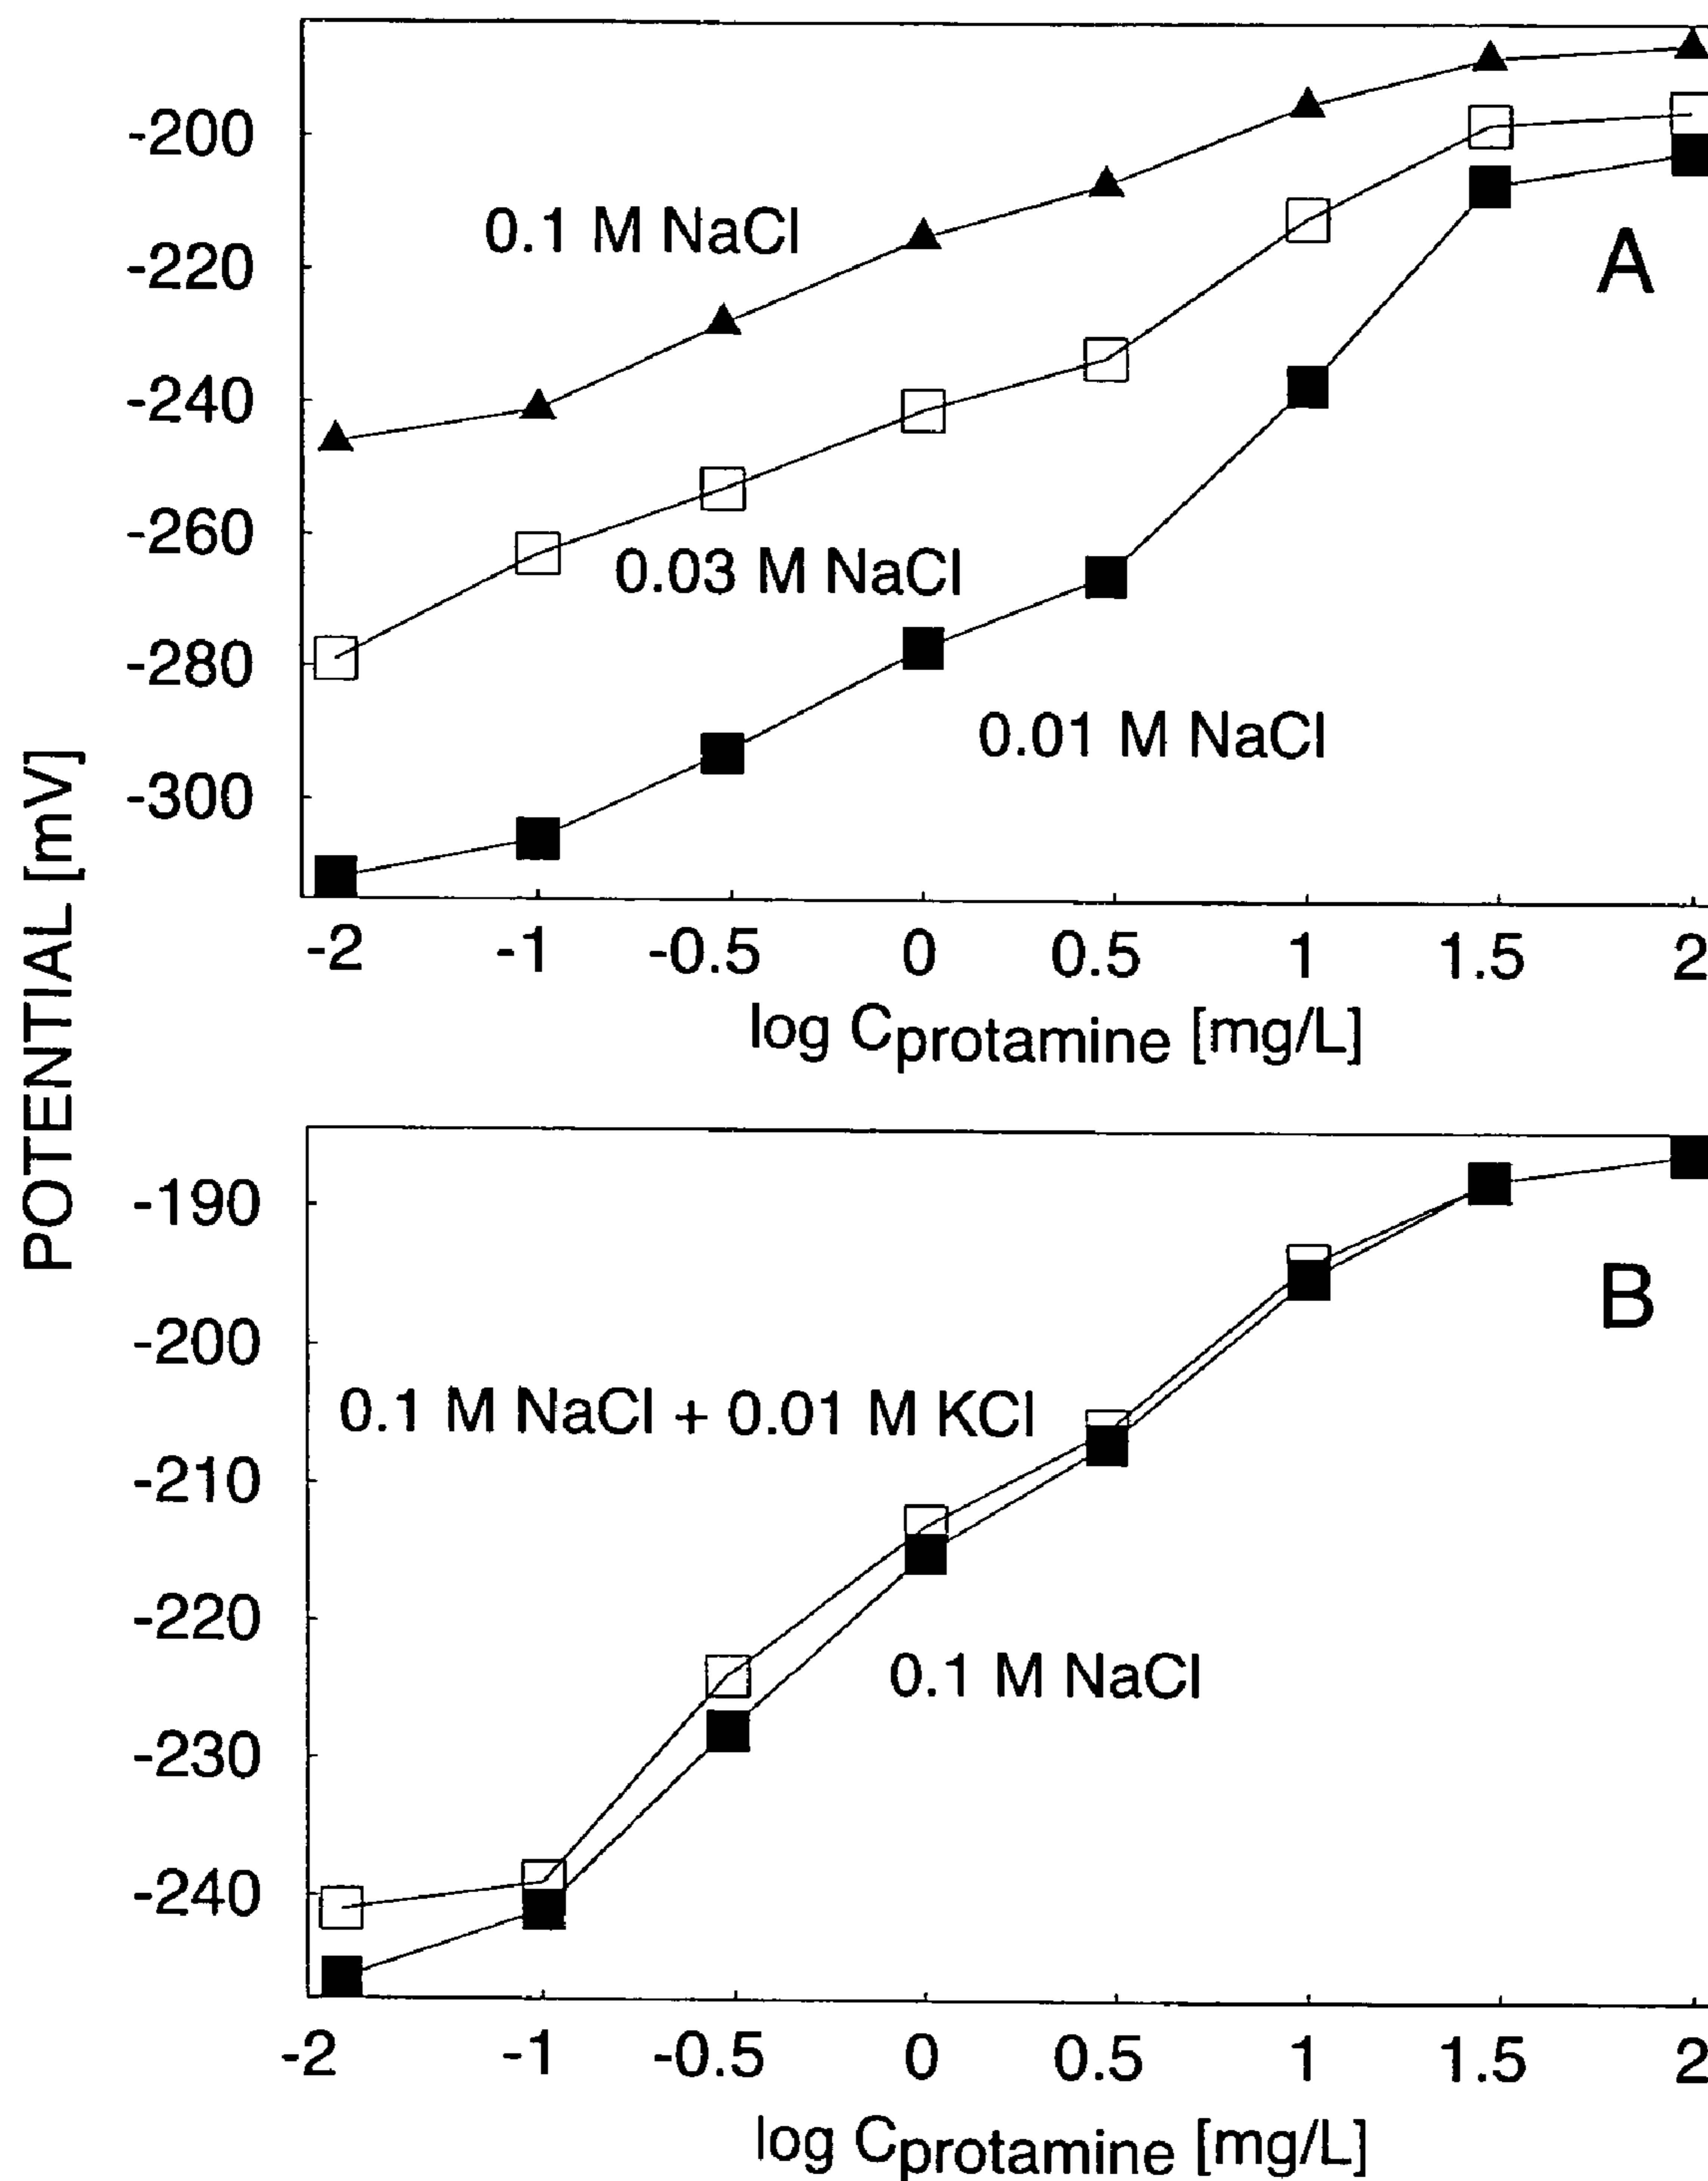 POTENTIAL [mV]
-200
-220
-240
-260
-280
-300
0.1 M NaCl
0.03 M NaCl
0.01 M NaCl
A
-2 -1 -0.5 0 0.5 1 1.5 2
log Cprotamine [mg/L]
-190
-200
-210
-220
-230
-240
0.1 M NaCl + 0.01 M KCl
0.1 M NaCl
B
-2 -1 -0.5 0 0.5 1 1.5 2
log Cprotamine [mg/L]